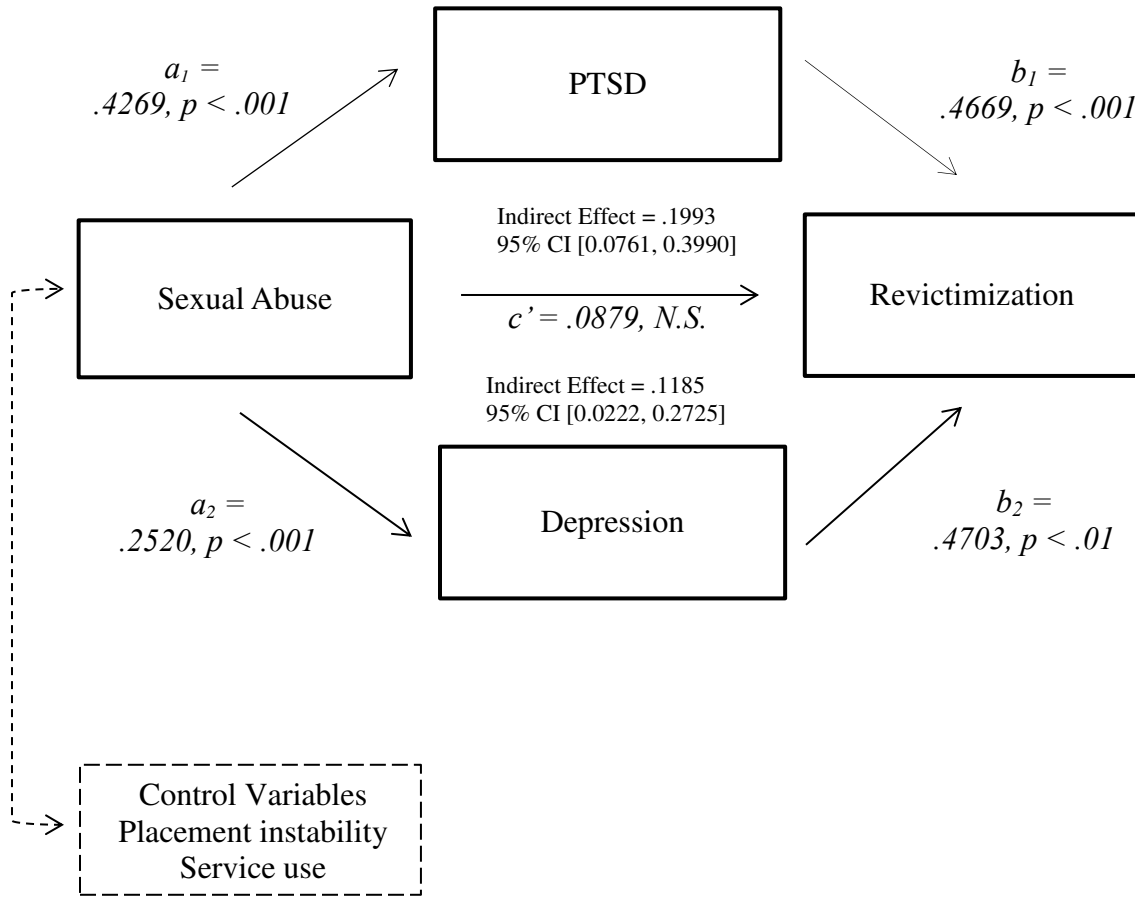 a1 =
.4269, p < .001
PTSD
b1 =
.4669, p < .001
Indirect Effect = .1993
95% CI [0.0761, 0.3990]
Sexual Abuse
c’ = .0879, N.S.
Revictimization
Indirect Effect = .1185
95% CI [0.0222, 0.2725]
a2 =
.2520, p < .001
Depression
b2 =
.4703, p < .01
Control Variables
Placement instability
Service use